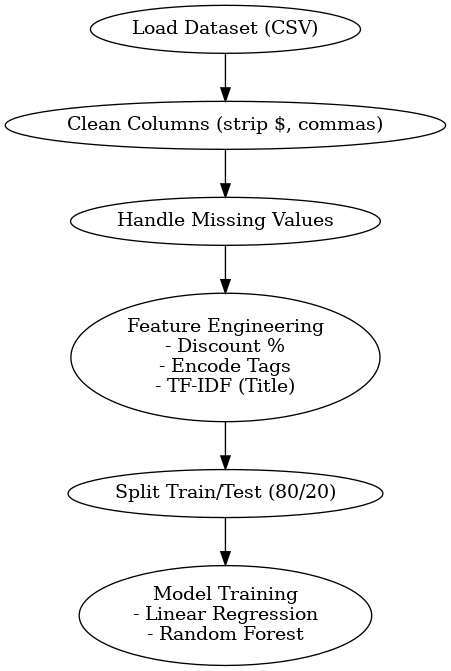 Load Dataset (CSV)
Clean Columns (strip $, commas)
Handle Missing Values
Feature Engineering
- Discount %
- Encode Tags
- TF-IDF (Title)
Split Train/Test (80/20)
Model Training
- Linear Regression
- Random Forest